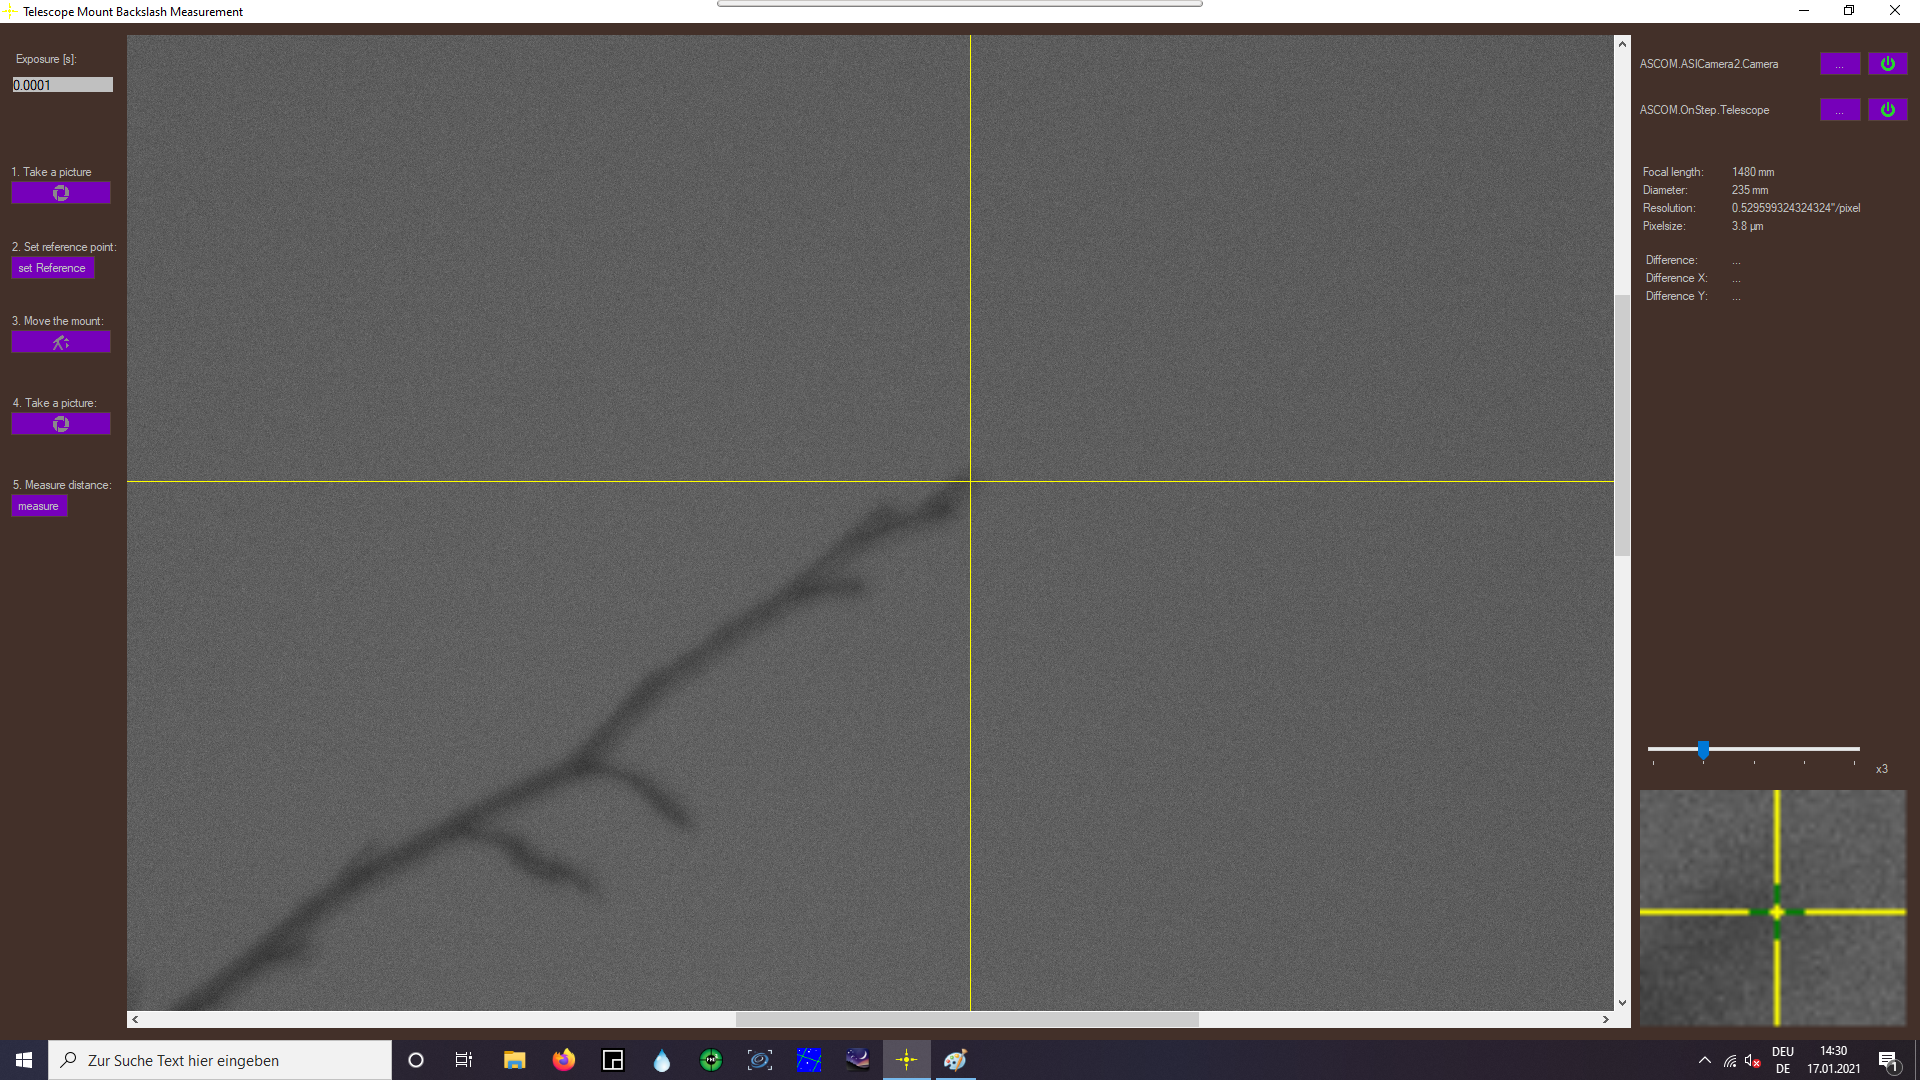 Telescope Mount Backslash Measurement
Exposure [s]:
0.0001
1. Take a picture
2. Set reference point:
set Reference
3. Move the mount:
4. Take a picture:
5. Measure distance:
measure
ASCOM.ASICamera2.Camera ...
ASCOM.OnStep.Telescope ...
Focal length: 1480 mm
Diameter: 235 mm
Resolution: 0.529599324324324"/pixel
Pixelsize: 3.8 µm
Difference: ...
Difference X: ...
Difference Y: ...
x3
Zur Suche Text hier eingeben
DEU
DE
14:30
17.01.2021
1